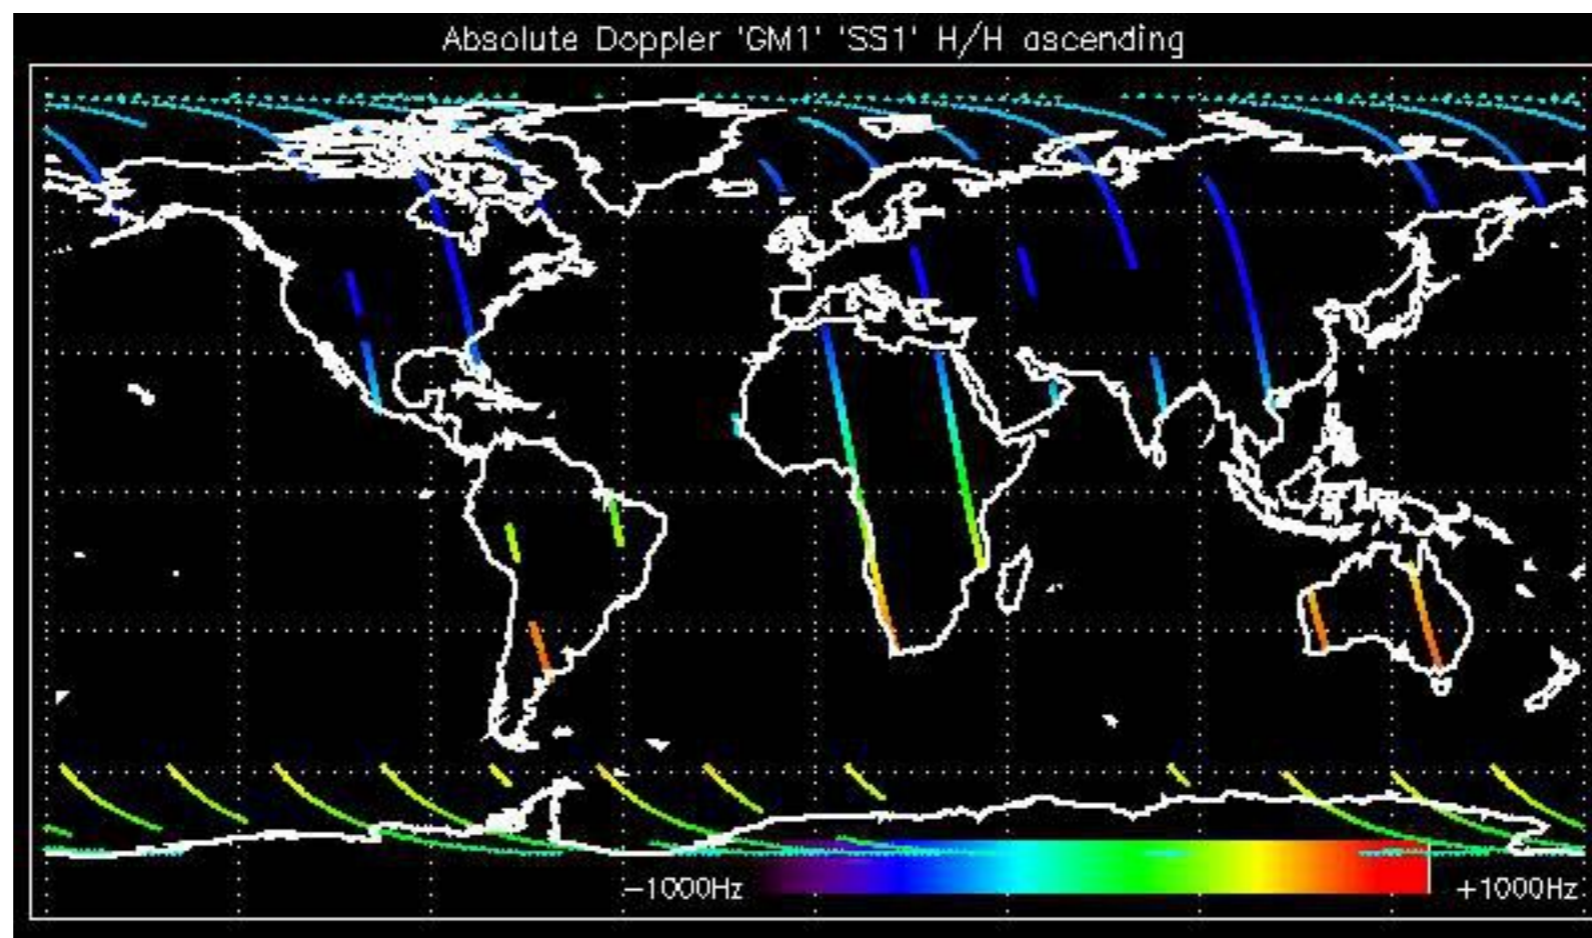 Absolute Doppler 'GM1' 'SS1' H/H ascending
−1000Hz +1000Hz